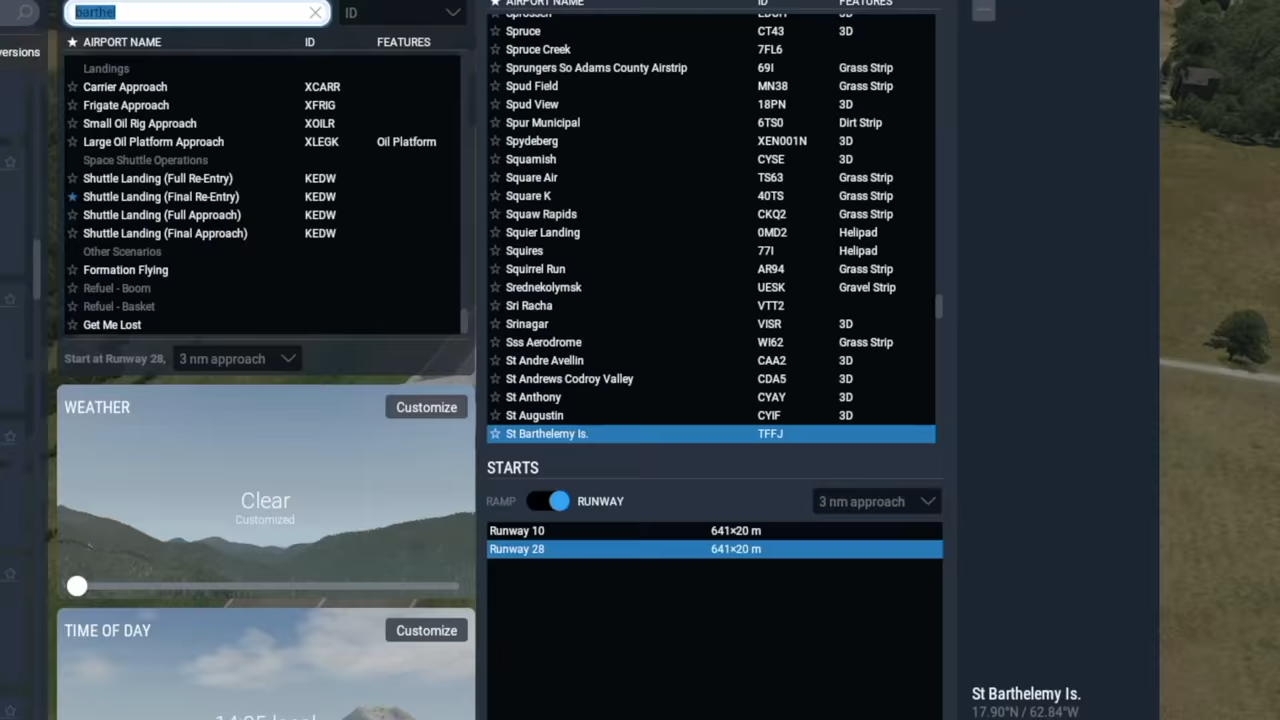 barthel
ID
versions
AIRPORT NAME ID FEATURES
Landings
Carrier Approach XCARR
Frigate Approach XFRIG
Small Oil Rig Approach XOILR
Large Oil Platform Approach XLEGK Oil Platform
Space Shuttle Operations
Shuttle Landing (Full Re-Entry) KEDW
Shuttle Landing (Final Re-Entry) KEDW
Shuttle Landing (Full Approach) KEDW
Shuttle Landing (Final Approach) KEDW
Other Scenarios
Formation Flying
Refuel - Boom
Refuel - Basket
Get Me Lost
Start at Runway 28, 3 nm approach
WEATHER Customize
Clear
Customized
TIME OF DAY Customize
14:05 local
AIRPORT NAME ID FEATURES
Sprossen EDUH 3D
Spruce CT43 3D
Spruce Creek 7FL6
Sprungers So Adams County Airstrip 69I Grass Strip
Spud Field MN38 Grass Strip
Spud View 18PN 3D
Spur Municipal 6TS0 Dirt Strip
Spydeberg XEN001N 3D
Squamish CYSE 3D
Square Air TS63 Grass Strip
Square K 40TS Grass Strip
Squaw Rapids CKQ2 Grass Strip
Squier Landing 0MD2 Helipad
Squires 77I Helipad
Squirrel Run AR94 Grass Strip
Srednekolymsk UESK Gravel Strip
Sri Racha VTT2
Srinagar VISR 3D
Sss Aerodrome WI62 Grass Strip
St Andre Avellin CAA2 3D
St Andrews Codroy Valley CDA5 3D
St Anthony CYAY 3D
St Augustin CYIF 3D
St Barthelemy Is. TFFJ
STARTS
RAMP RUNWAY 3 nm approach
Runway 10 641×20 m
Runway 28 641×20 m
St Barthelemy Is.
17.90°N / 62.84°W